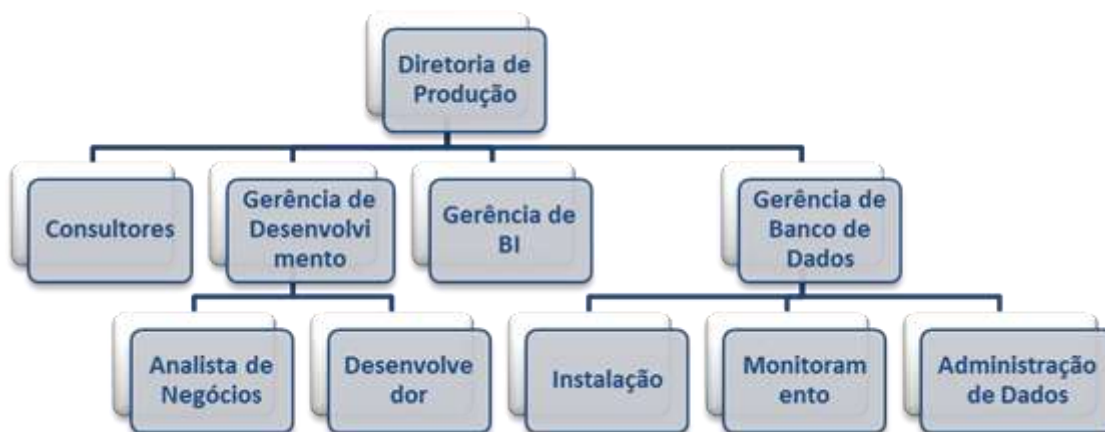 Diretoria de
Produção
Consultores
Gerência de
Desenvolvi
mento
Gerência de
BI
Gerência de
Banco de
Dados
Analista de
Negócios
Desenvolve
dor
Instalação
Monitoram
ento
Administração
de Dados